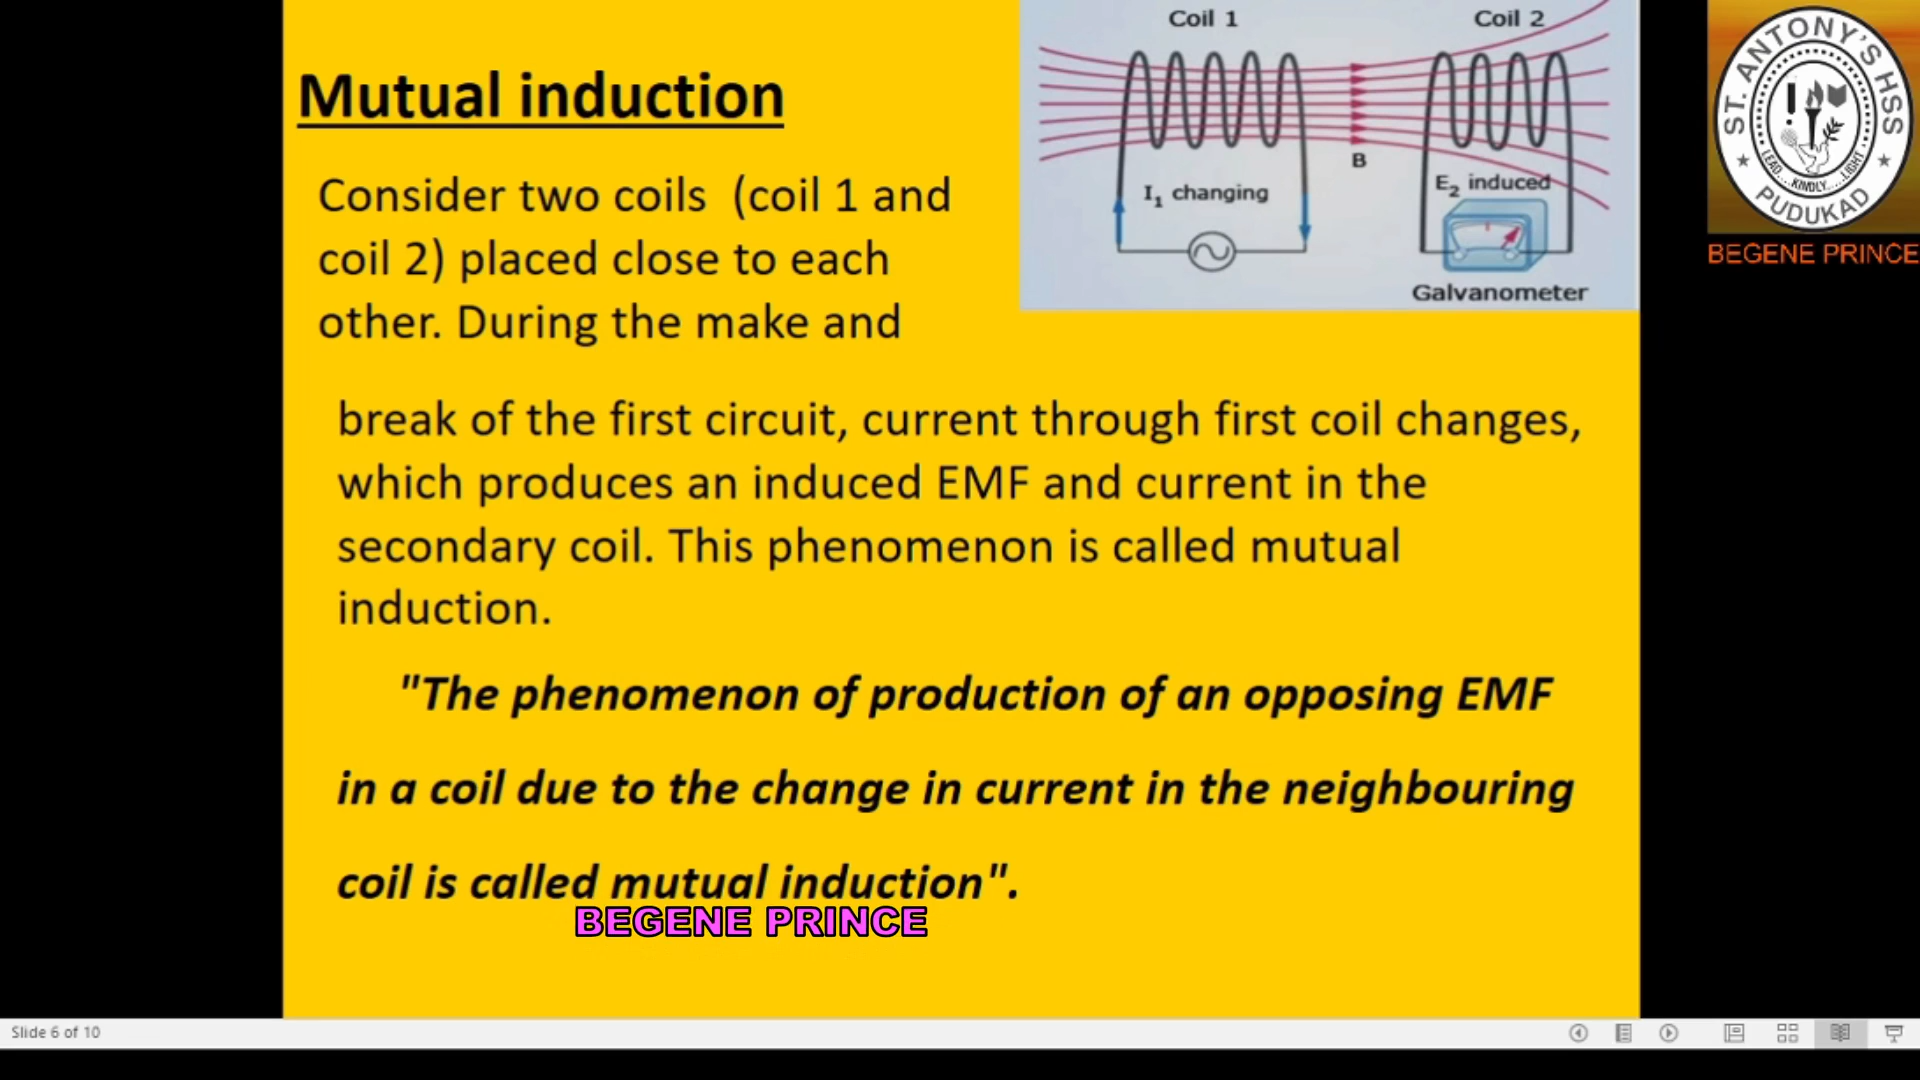 Coil 1
Coil 2
Mutual induction
B
I₁ changing
E₂ induced
Galvanometer
Consider two coils (coil 1 and
coil 2) placed close to each
other. During the make and
break of the first circuit, current through first coil changes,
which produces an induced EMF and current in the
secondary coil. This phenomenon is called mutual
induction.
"The phenomenon of production of an opposing EMF
in a coil due to the change in current in the neighbouring
coil is called mutual induction".
BEGENE PRINCE
ST. ANTONY'S HSS
LEAD....KINDLY.....LIGHT
PUDUKAD
BEGENE PRINCE
Slide 6 of 10